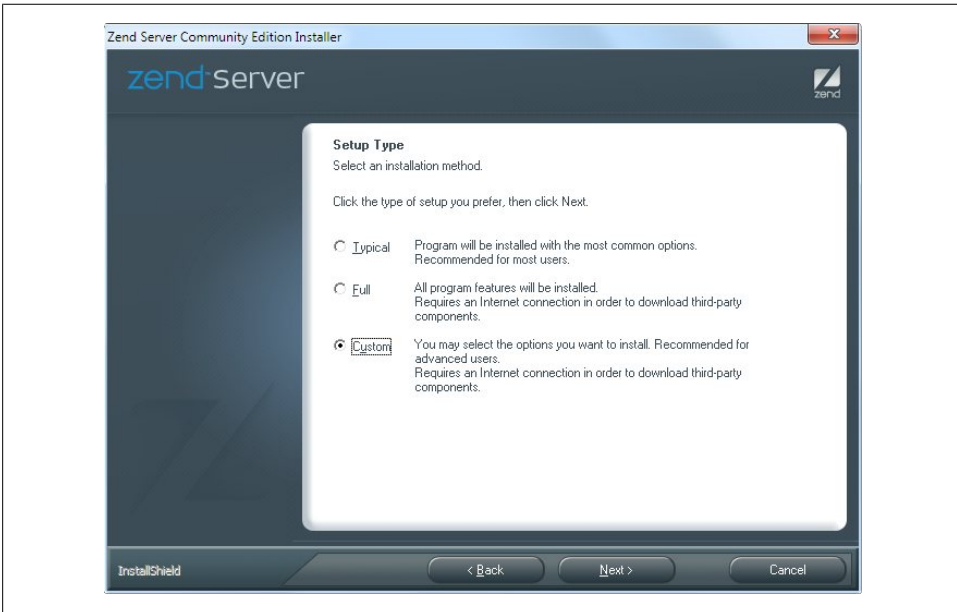 Zend Server Community Edition Installer
zend Server
zend
Setup Type
Select an installation method.
Click the type of setup you prefer, then click Next.
Typical
Program will be installed with the most common options.
Recommended for most users.
Full
All program features will be installed.
Requires an Internet connection in order to download third-party
components.
Custom
You may select the options you want to install. Recommended for
advanced users.
Requires an Internet connection in order to download third-party
components.
InstallShield
< Back
Next >
Cancel